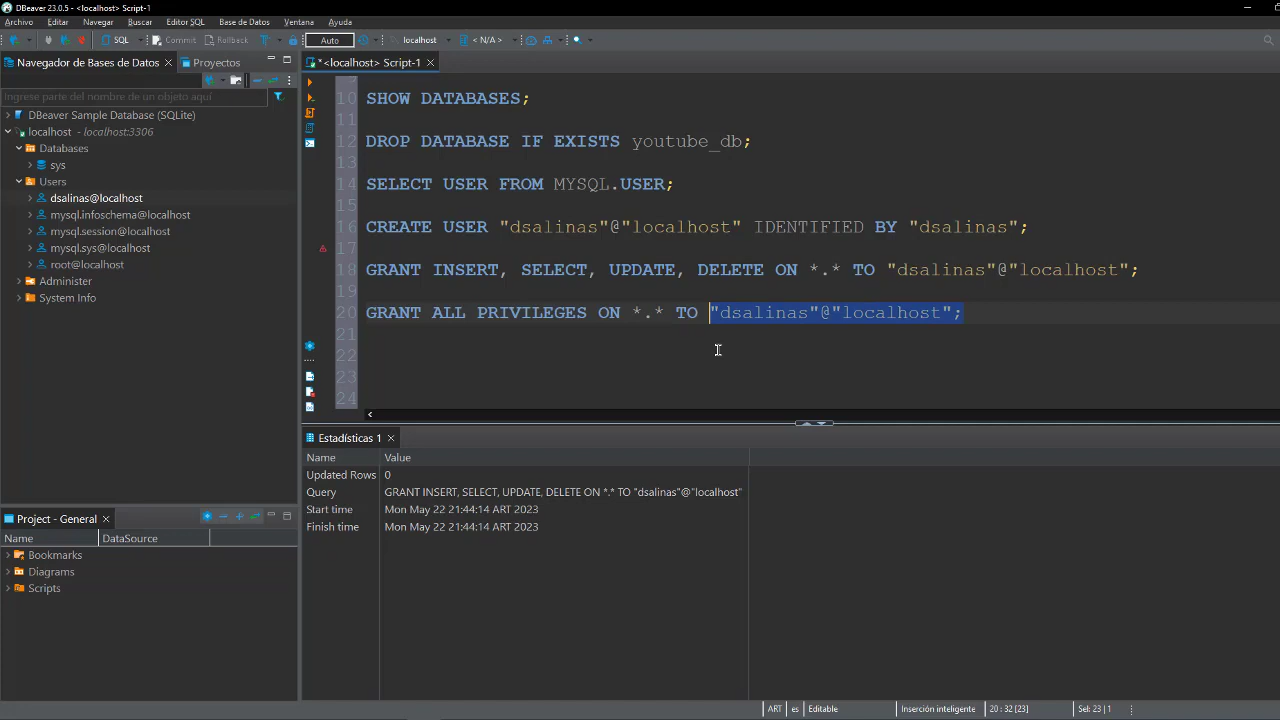 DBeaver 23.0.5 - <localhost> Script-1
Archivo Editar Navegar Buscar Editor SQL Base de Datos Ventana Ayuda
SQL Commit Rollback Auto localhost < N/A >
Navegador de Bases de Datos Proyectos
Ingrese parte del nombre de un objeto aquí
DBeaver Sample Database (SQLite)
localhost - localhost:3306
Databases
sys
Users
dsalinas@localhost
mysql.infoschema@localhost
mysql.session@localhost
mysql.sys@localhost
root@localhost
Administer
System Info
Project - General
Name DataSource
Bookmarks
Diagrams
Scripts
*<localhost> Script-1
10 SHOW DATABASES;
11
12 DROP DATABASE IF EXISTS youtube_db;
13
14 SELECT USER FROM MYSQL.USER;
15
16 CREATE USER "dsalinas"@"localhost" IDENTIFIED BY "dsalinas";
17
18 GRANT INSERT, SELECT, UPDATE, DELETE ON *.* TO "dsalinas"@"localhost";
19
20 GRANT ALL PRIVILEGES ON *.* TO "dsalinas"@"localhost";
21
22
23
24
Estadísticas 1
Name Value
Updated Rows 0
Query GRANT INSERT, SELECT, UPDATE, DELETE ON *.* TO "dsalinas"@"localhost"
Start time Mon May 22 21:44:14 ART 2023
Finish time Mon May 22 21:44:14 ART 2023
ART es Editable Inserción inteligente 20 : 32 [23] Sel: 23 | 1